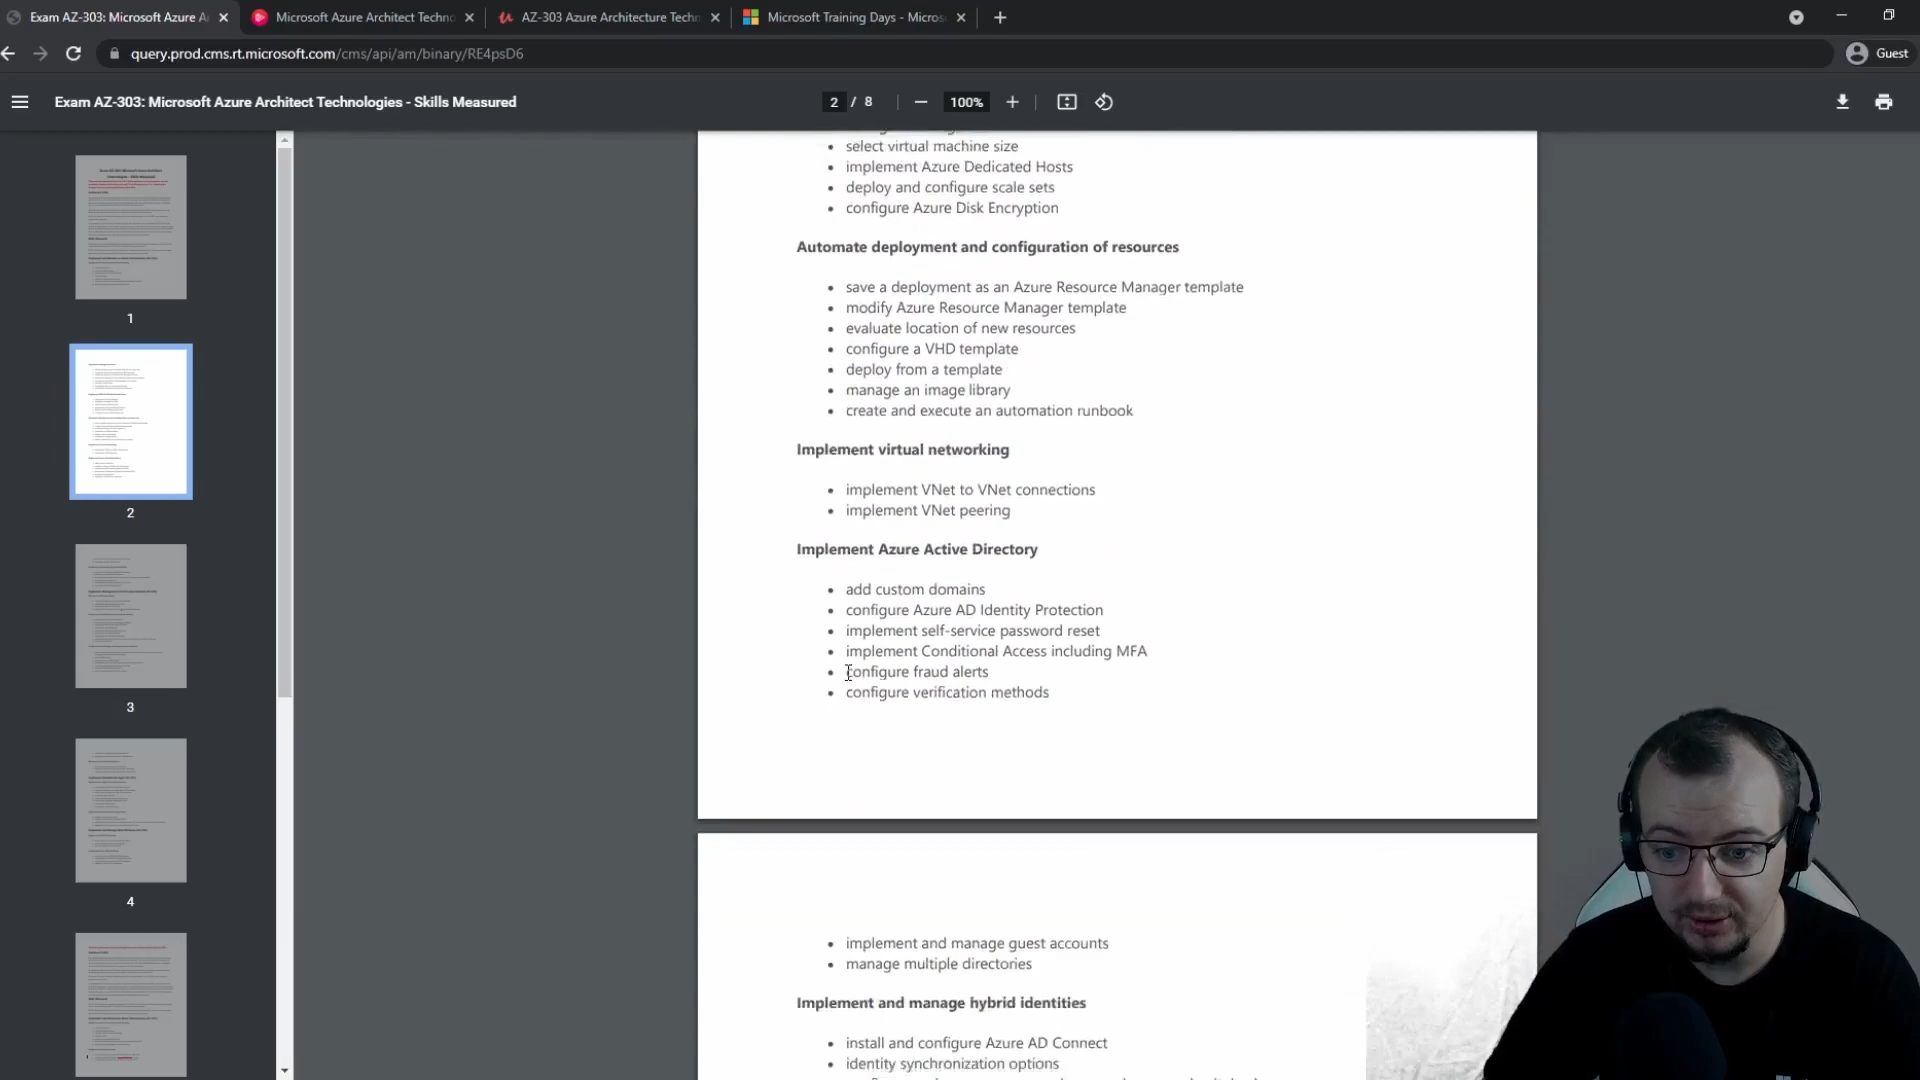 Exam AZ-303: Microsoft Azure A
Microsoft Azure Architect Techno
AZ-303 Azure Architecture Techn
Microsoft Training Days - Micros
query.prod.cms.rt.microsoft.com/cms/api/am/binary/RE4psD6
Guest
Exam AZ-303: Microsoft Azure Architect Technologies - Skills Measured
2 / 8
100%
1
2
3
4
• select virtual machine size
• implement Azure Dedicated Hosts
• deploy and configure scale sets
• configure Azure Disk Encryption
Automate deployment and configuration of resources
• save a deployment as an Azure Resource Manager template
• modify Azure Resource Manager template
• evaluate location of new resources
• configure a VHD template
• deploy from a template
• manage an image library
• create and execute an automation runbook
Implement virtual networking
• implement VNet to VNet connections
• implement VNet peering
Implement Azure Active Directory
• add custom domains
• configure Azure AD Identity Protection
• implement self-service password reset
• implement Conditional Access including MFA
• configure fraud alerts
• configure verification methods
• implement and manage guest accounts
• manage multiple directories
Implement and manage hybrid identities
• install and configure Azure AD Connect
• identity synchronization options